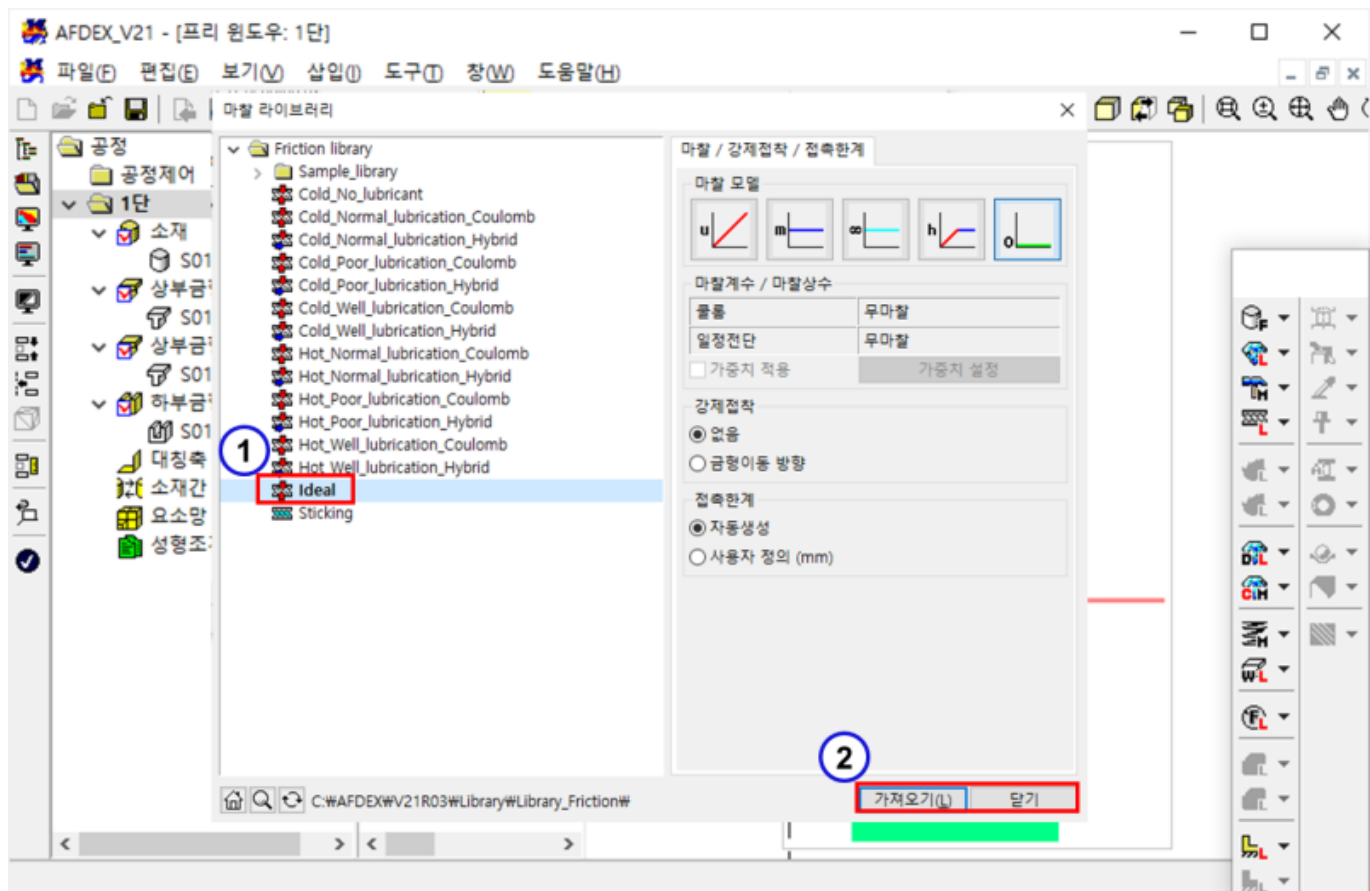 AFDEX_V21 - [프리 윈도우: 1단]
파일(F) 편집(E) 보기(V) 삽입(I) 도구(T) 창(W) 도움말(H)
마찰 라이브러리
공정
공정제어
1단
소재
S01
상부금
S01
상부금
S01
하부금
S01
대칭축
소재간
요소망
성형조
Friction library
Sample_library
Cold_No_lubricant
Cold_Normal_lubrication_Coulomb
Cold_Normal_lubrication_Hybrid
Cold_Poor_lubrication_Coulomb
Cold_Poor_lubrication_Hybrid
Cold_Well_lubrication_Coulomb
Cold_Well_lubrication_Hybrid
Hot_Normal_lubrication_Coulomb
Hot_Normal_lubrication_Hybrid
Hot_Poor_lubrication_Coulomb
Hot_Poor_lubrication_Hybrid
Hot_Well_lubrication_Coulomb
Hot_Well_lubrication_Hybrid
1
Ideal
Sticking
마찰 / 강제접착 / 접촉한계
마찰 모델
u m ∞ h o
마찰계수 / 마찰상수
쿨롱 무마찰
일정전단 무마찰
가중치 적용 가중치 설정
강제접착
없음
금형이동 방향
접촉한계
자동생성
사용자 정의 (mm)
2
C:₩AFDEX₩V21R03₩Library₩Library_Friction₩
가져오기(L) 닫기